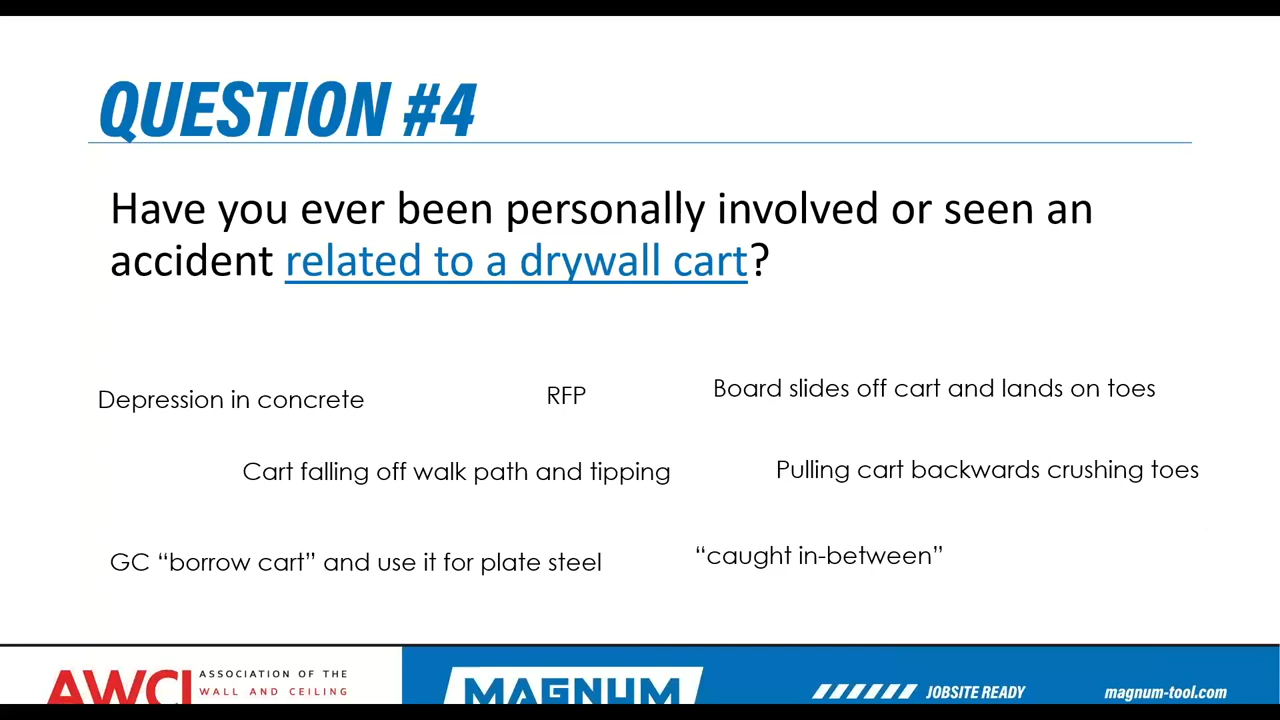 QUESTION #4
Have you ever been personally involved or seen an
accident related to a drywall cart?
Depression in concrete
RFP
Board slides off cart and lands on toes
Cart falling off walk path and tipping
Pulling cart backwards crushing toes
GC “borrow cart” and use it for plate steel
“caught in-between”
AWCI
ASSOCIATION OF THE
WALL AND CEILING
MAGNUM
JOBSITE READY
magnum-tool.com